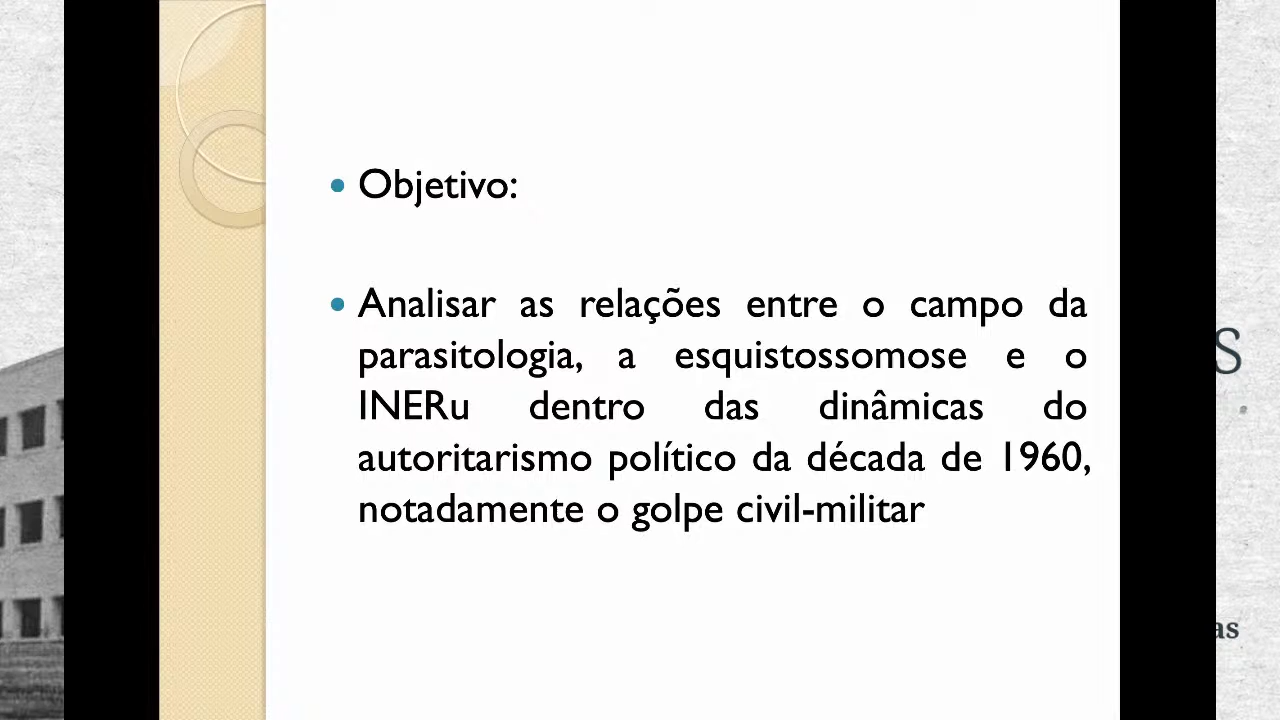 • Objetivo:
• Analisar as relações entre o campo da
parasitologia, a esquistossomose e o
INERu dentro das dinâmicas do
autoritarismo político da década de 1960,
notadamente o golpe civil-militar